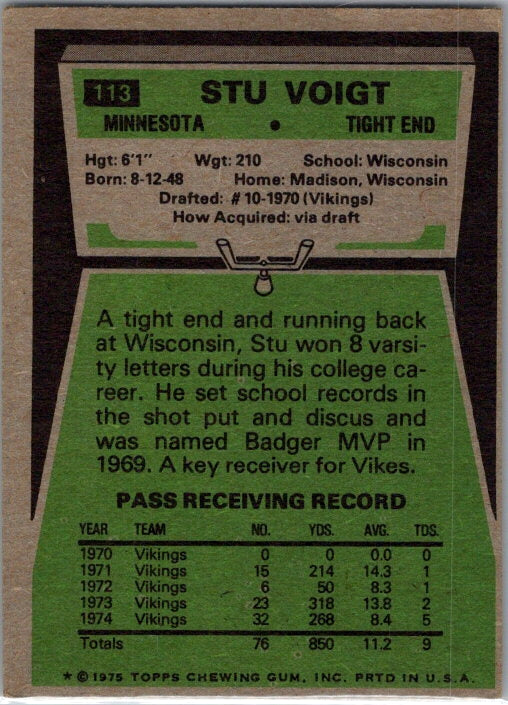 113 STU VOIGT
MINNESOTA • TIGHT END
Hgt: 6'1" Wgt: 210 School: Wisconsin
Born: 8-12-48 Home: Madison, Wisconsin
Drafted: #10-1970 (Vikings)
How Acquired: via draft
A tight end and running back
at Wisconsin, Stu won 8 varsi-
ty letters during his college ca-
reer. He set school records in
the shot put and discus and
was named Badger MVP in
1969. A key receiver for Vikes.
PASS RECEIVING RECORD
YEAR TEAM NO. YDS. AVG. TDS.
1970 Vikings 0 0 0.0 0
1971 Vikings 15 214 14.3 1
1972 Vikings 6 50 8.3 1
1973 Vikings 23 318 13.8 2
1974 Vikings 32 268 8.4 5
Totals 76 850 11.2 9
★ © 1975 TOPPS CHEWING GUM, INC. PRTD IN U.S.A.